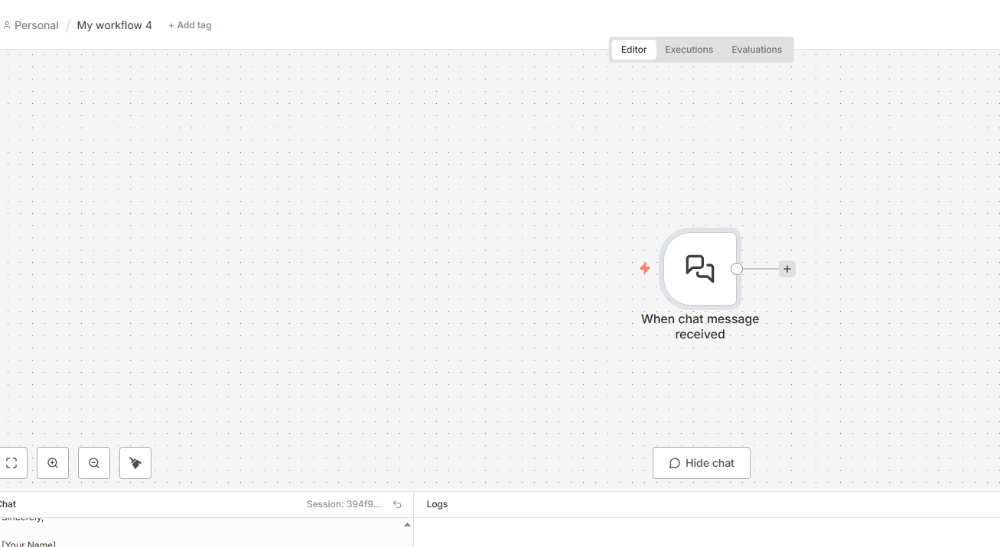 Personal / My workflow 4 + Add tag
Editor Executions Evaluations
When chat message
received
Hide chat
Chat Session: 394f9... Logs
Sincerely,
[Your Name]